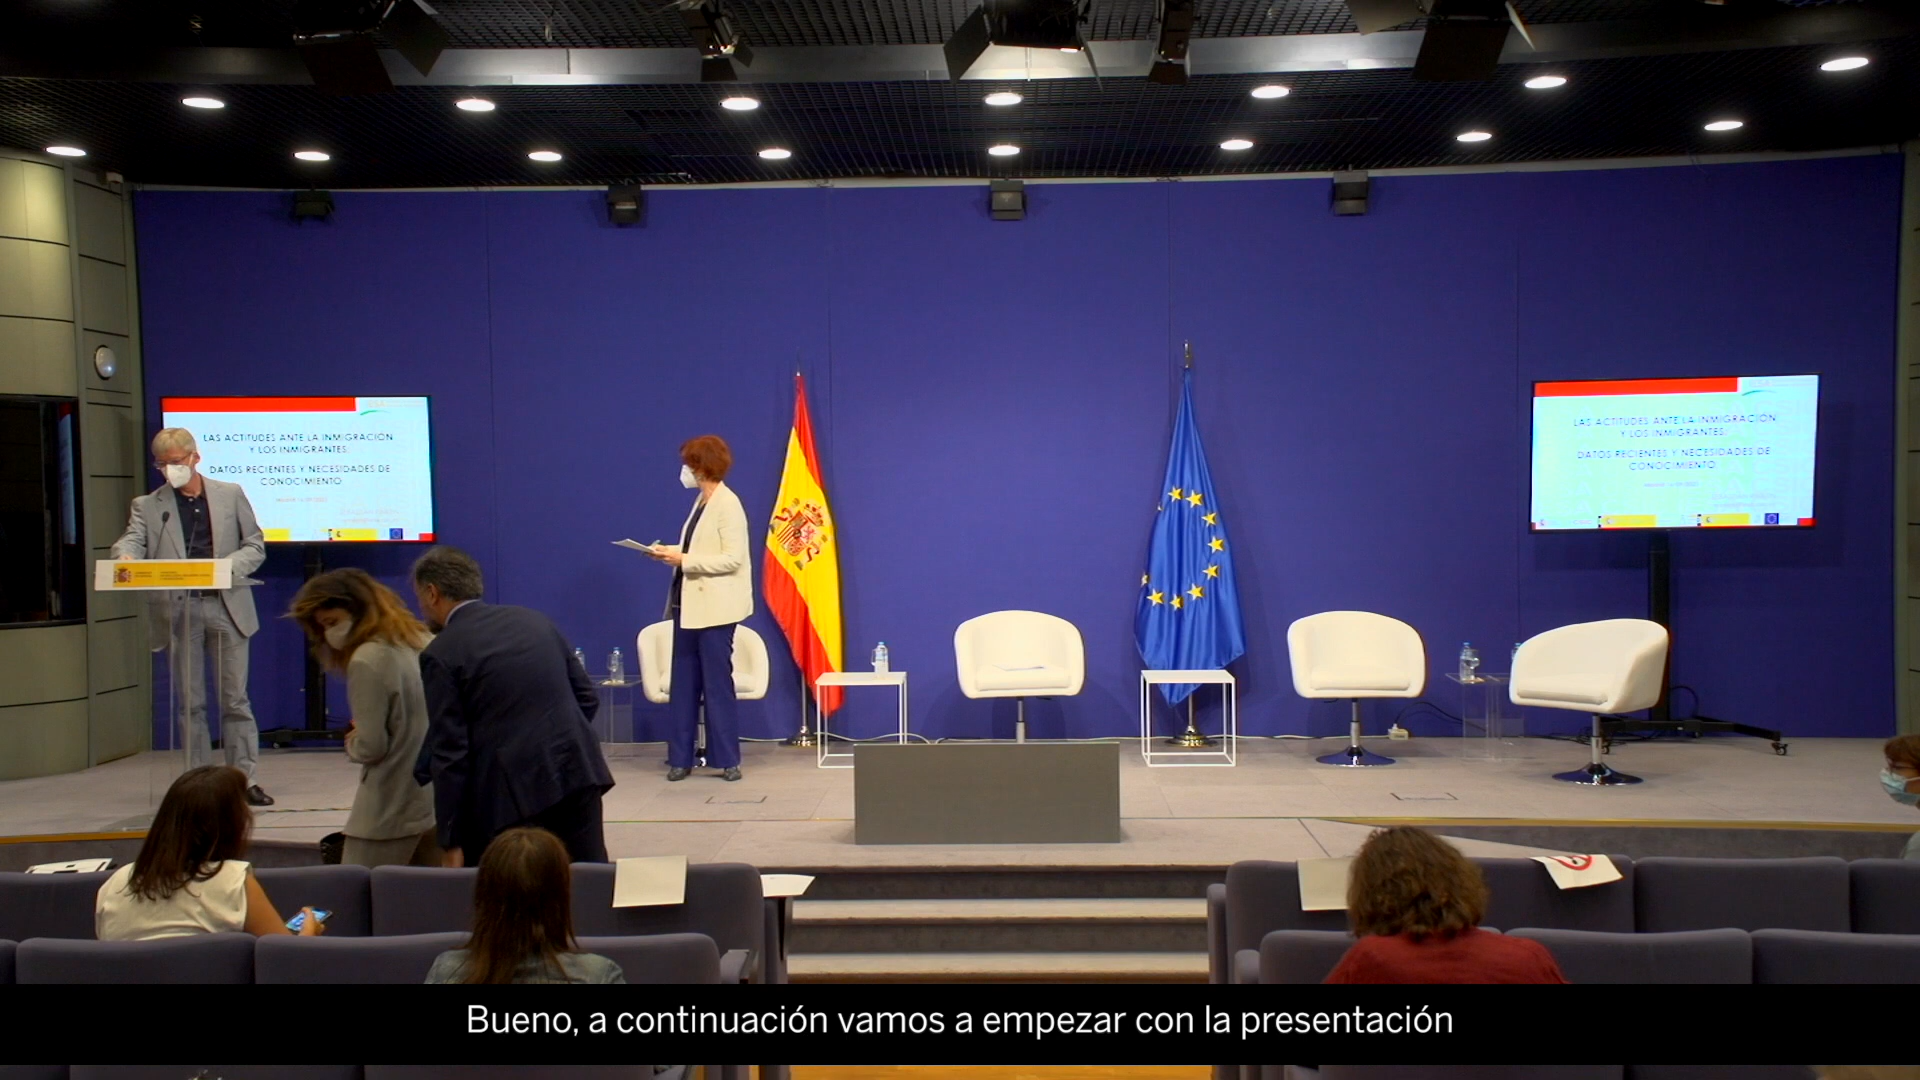 LAS ACTITUDES ANTE LA INMIGRACIÓN
Y LOS INMIGRANTES:
DATOS RECIENTES Y NECESIDADES DE
CONOCIMIENTO
LAS ACTITUDES ANTE LA INMIGRACIÓN
Y LOS INMIGRANTES:
DATOS RECIENTES Y NECESIDADES DE
CONOCIMIENTO
Bueno, a continuación vamos a empezar con la presentación